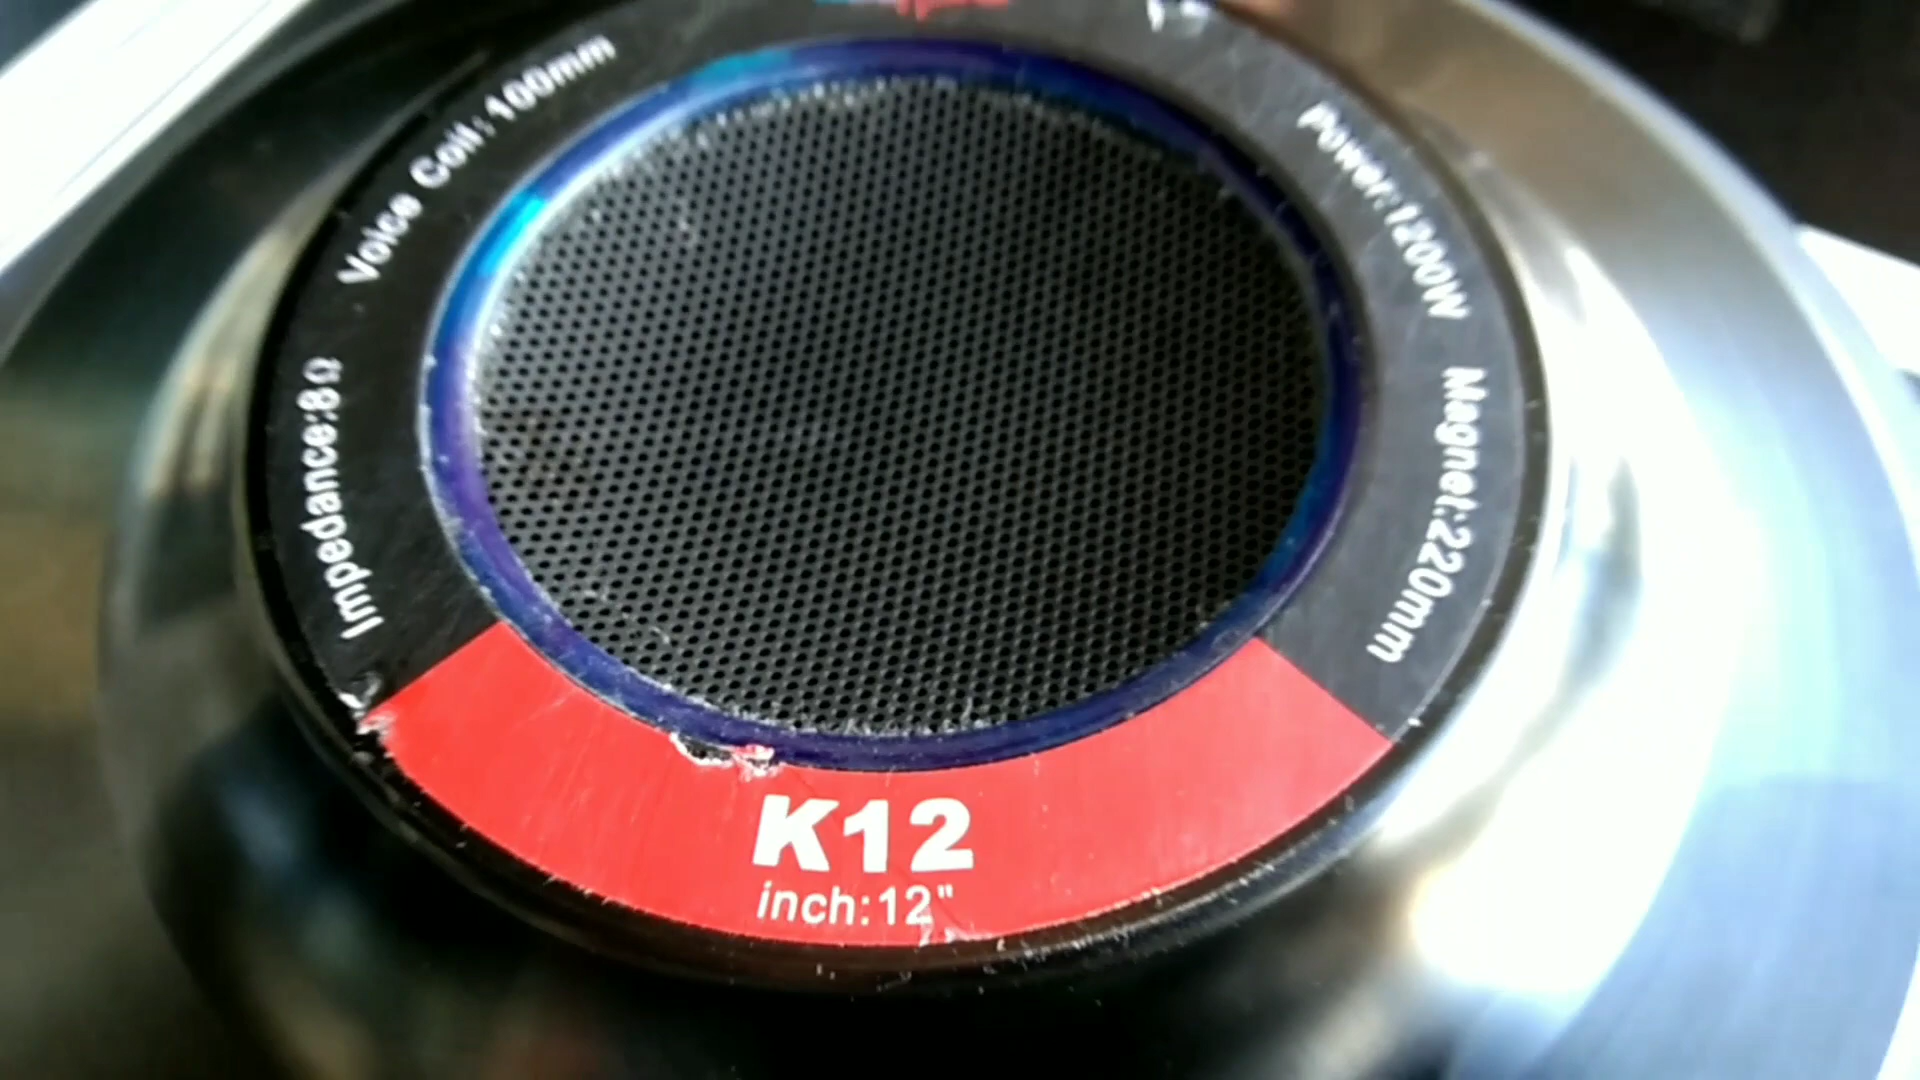 Voice Coil:100mm
Impedance:8Ω
Power:1200W
Magnet:220mm
K12
inch:12"